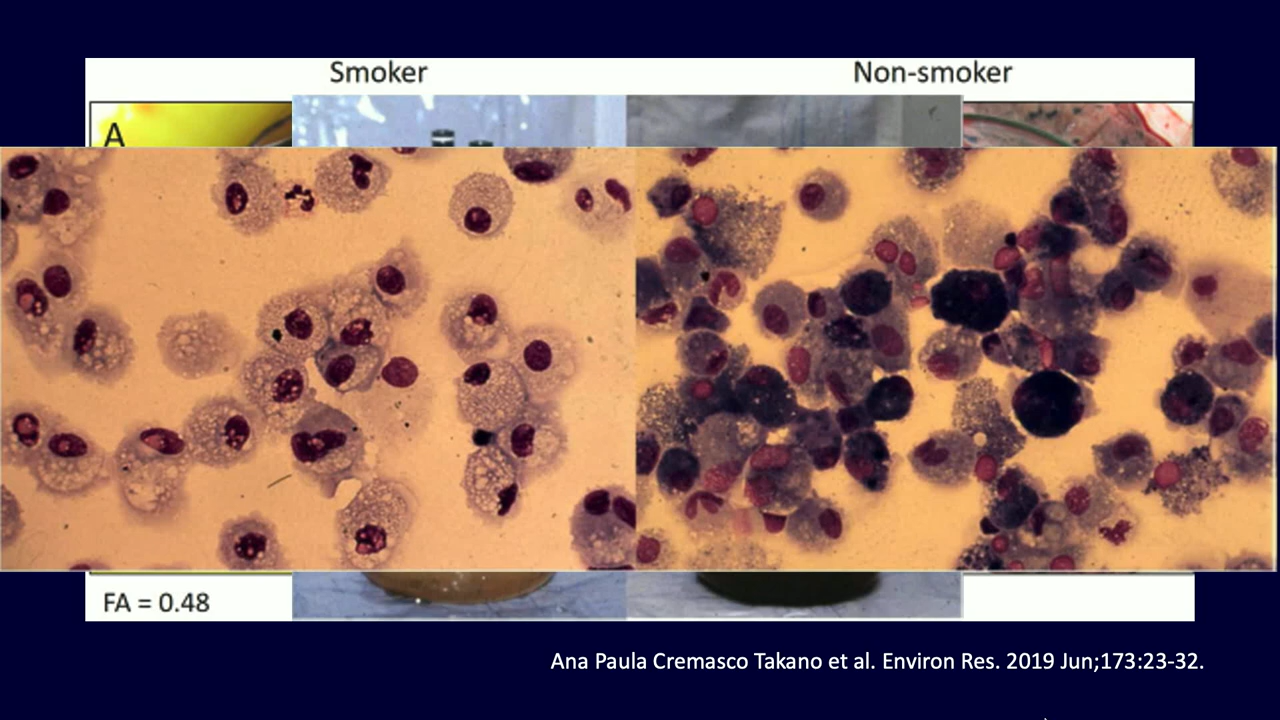 Smoker
Non-smoker
A
FA = 0.48
Ana Paula Cremasco Takano et al. Environ Res. 2019 Jun;173:23-32.